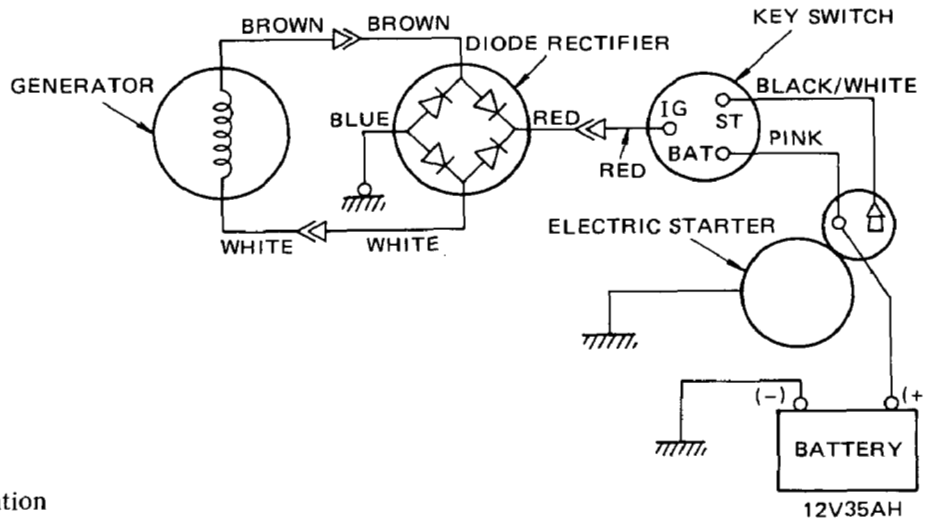 BROWN
BROWN
DIODE RECTIFIER
KEY SWITCH
GENERATOR
BLACK/WHITE
BLUE
RED
IG
ST
PINK
BAT
RED
WHITE
WHITE
ELECTRIC STARTER
(-)
(+
BATTERY
12V35AH
tion